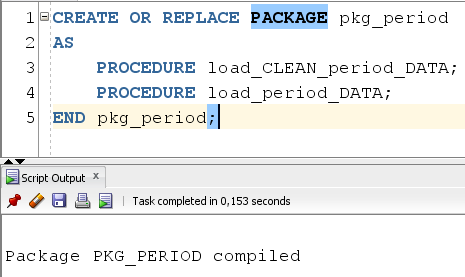 1 CREATE OR REPLACE PACKAGE pkg_period
2 AS
3 PROCEDURE load_CLEAN_period_DATA;
4 PROCEDURE load_period_DATA;
5 END pkg_period;
Script Output x
Task completed in 0,153 seconds
Package PKG_PERIOD compiled